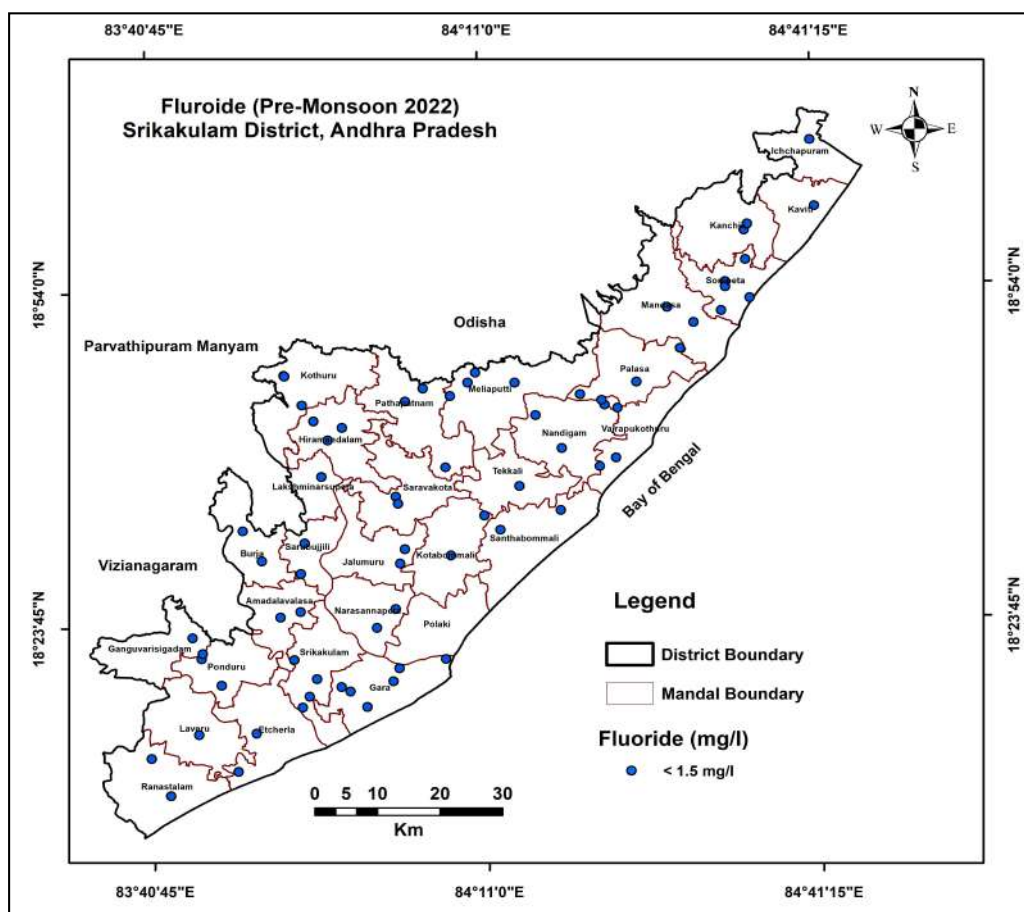 83°40'45"E
84°11'0"E
84°41'15"E
Fluroide (Pre-Monsoon 2022)
Srikakulam District, Andhra Pradesh
N
W
E
S
Ichchapuram
Kaviti
Kanchili
18°54'0"N
18°54'0"N
Sompeta
Mandasa
Odisha
Parvathipuram Manyam
Kothuru
Palasa
Meliaputti
Pathapatnam
Vajrapukothuru
Nandigam
Hiramandalam
Tekkali
Lakshminarsupeta
Saravakota
Bay of Bengal
Santhabommali
Sarubujjili
Burja
Kotabommali
Jalumuru
Vizianagaram
Amadalavalasa
Narasannapeta
Polaki
Legend
18°23'45"N
18°23'45"N
Ganguvarisigadam
Srikakulam
Ponduru
District Boundary
Gara
Mandal Boundary
Laveru
Etcherla
Fluoride (mg/l)
< 1.5 mg/l
Ranastalam
0 3 5 10 20 30
Km
83°40'45"E
84°11'0"E
84°41'15"E